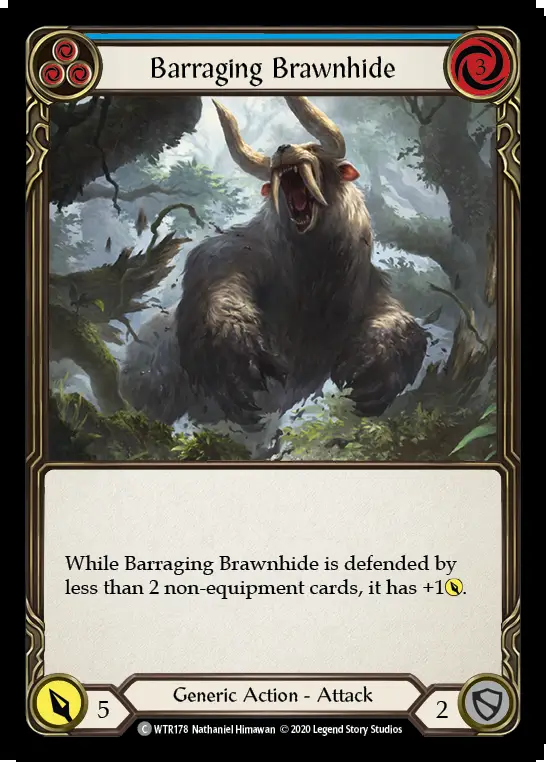 Barraging Brawnhide
3
While Barraging Brawnhide is defended by
less than 2 non-equipment cards, it has +1.
5
Generic Action - Attack
2
C WTR178 Nathaniel Himawan © 2020 Legend Story Studios